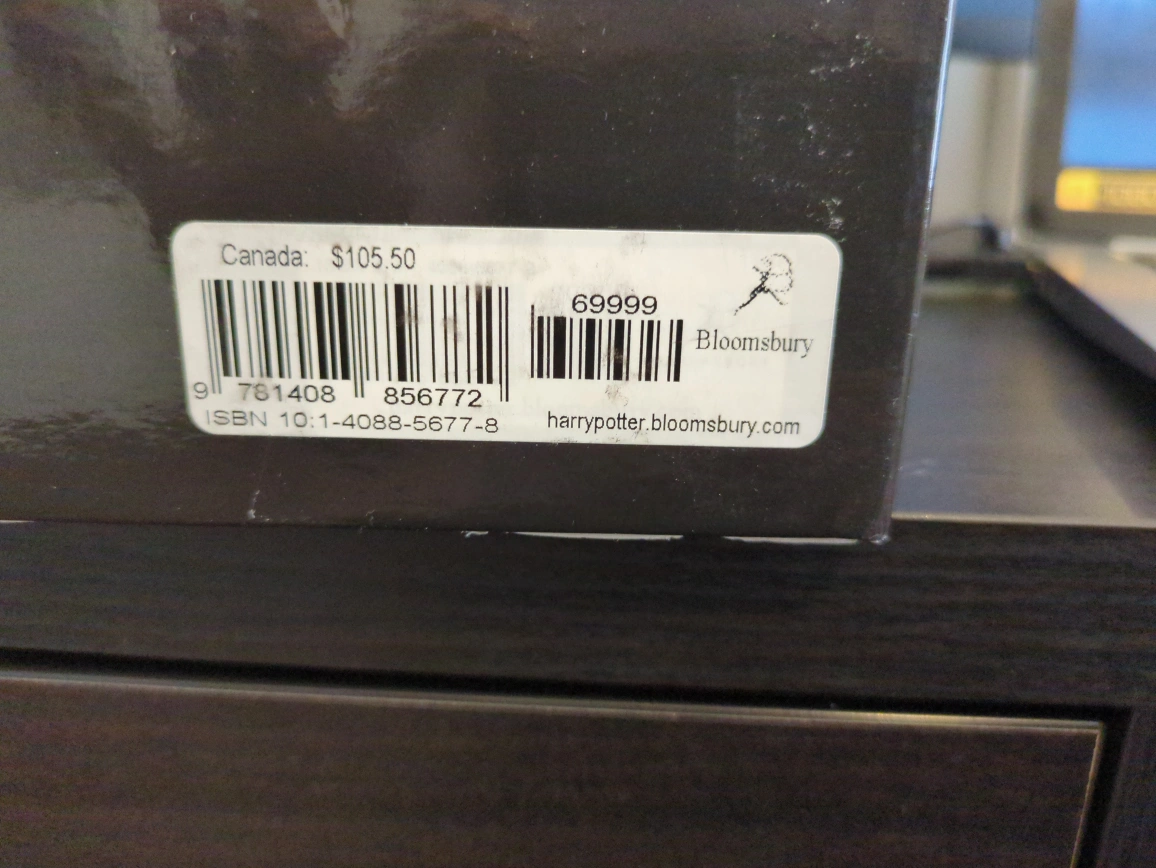 Canada: $105.50
69999
Bloomsbury
9 781408 856772
ISBN 10:1-4088-5677-8
harrypotter.bloomsbury.com